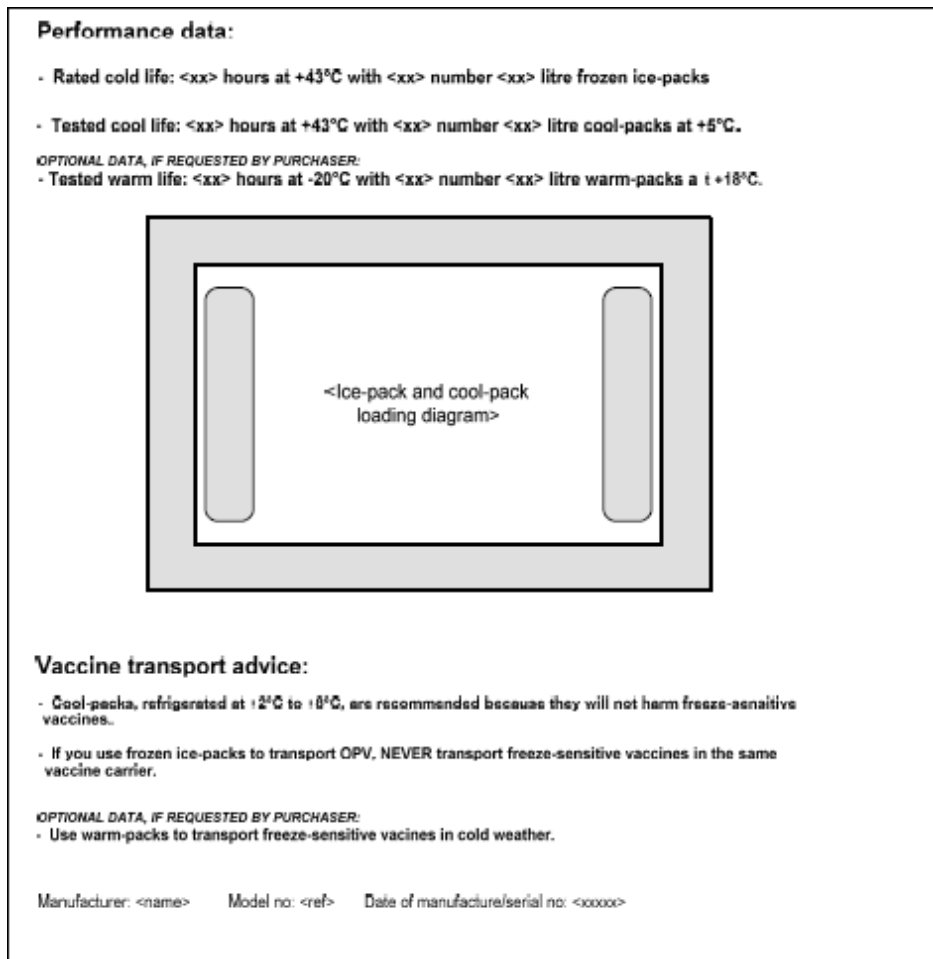 Performance data:
- Rated cold life: <xx> hours at +43°C with <xx> number <xx> litre frozen ice-packs
- Tested cool life: <xx> hours at +43°C with <xx> number <xx> litre cool-packs at +5°C.
OPTIONAL DATA, IF REQUESTED BY PURCHASER:
- Tested warm life: <xx> hours at -20°C with <xx> number <xx> litre warm-packs a t +18°C.
<Ice-pack and cool-pack
loading diagram>
Vaccine transport advice:
- Cool-packs, refrigerated at +2°C to +8°C, are recommended because they will not harm freeze-sensitive
vaccines..
- If you use frozen ice-packs to transport OPV, NEVER transport freeze-sensitive vaccines in the same
vaccine carrier.
OPTIONAL DATA, IF REQUESTED BY PURCHASER:
- Use warm-packs to transport freeze-sensitive vacines in cold weather.
Manufacturer: <name> Model no: <ref> Date of manufacture/serial no: <xxxxx>